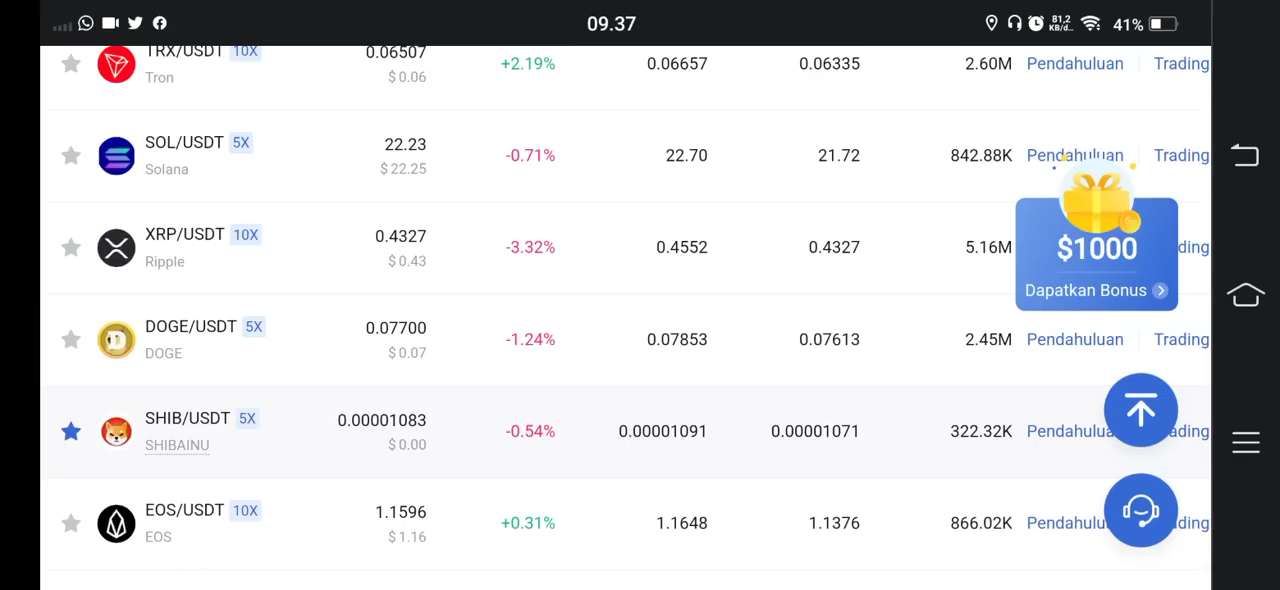 09.37
81,2
KB/d...
41%
TRX/USDT 10X
Tron
0.06507
$ 0.06
+2.19%
0.06657
0.06335
2.60M
Pendahuluan
Trading
SOL/USDT 5X
Solana
22.23
$ 22.25
-0.71%
22.70
21.72
842.88K
Pendahuluan
Trading
XRP/USDT 10X
Ripple
0.4327
$ 0.43
-3.32%
0.4552
0.4327
5.16M
ding
$1000
Dapatkan Bonus
DOGE/USDT 5X
DOGE
0.07700
$ 0.07
-1.24%
0.07853
0.07613
2.45M
Pendahuluan
Trading
SHIB/USDT 5X
SHIBAINU
0.00001083
$ 0.00
-0.54%
0.00001091
0.00001071
322.32K
Pendahulua
ading
EOS/USDT 10X
EOS
1.1596
$ 1.16
+0.31%
1.1648
1.1376
866.02K
Pendahulu
ding